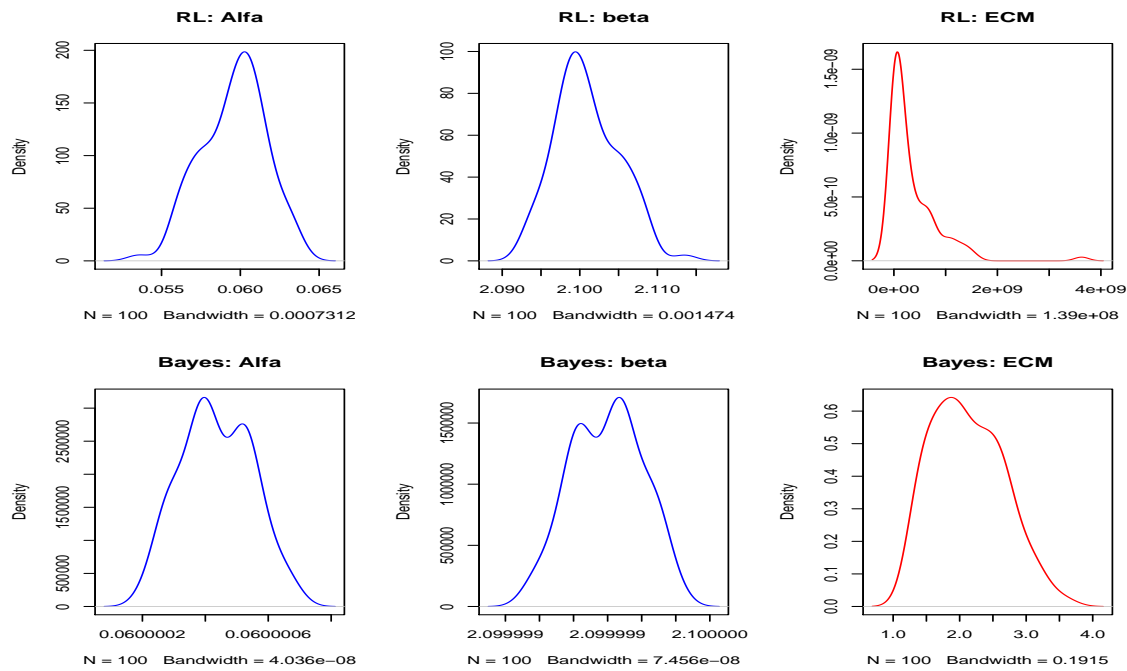 RL: Alfa
Density
0
50
100
150
200
0.055
0.060
0.065
N = 100 Bandwidth = 0.0007312
RL: beta
Density
0
20
40
60
80
100
2.090
2.100
2.110
N = 100 Bandwidth = 0.001474
RL: ECM
Density
0.0e+00
5.0e-10
1.0e-09
1.5e-09
0e+00
2e+09
4e+09
N = 100 Bandwidth = 1.39e+08
Bayes: Alfa
Density
0
500000
1500000
2500000
0.0600002
0.0600006
N = 100 Bandwidth = 4.036e-08
Bayes: beta
Density
0
500000
1000000
1500000
2.099999
2.099999
2.100000
N = 100 Bandwidth = 7.456e-08
Bayes: ECM
Density
0.0
0.1
0.2
0.3
0.4
0.5
0.6
1.0
2.0
3.0
4.0
N = 100 Bandwidth = 0.1915